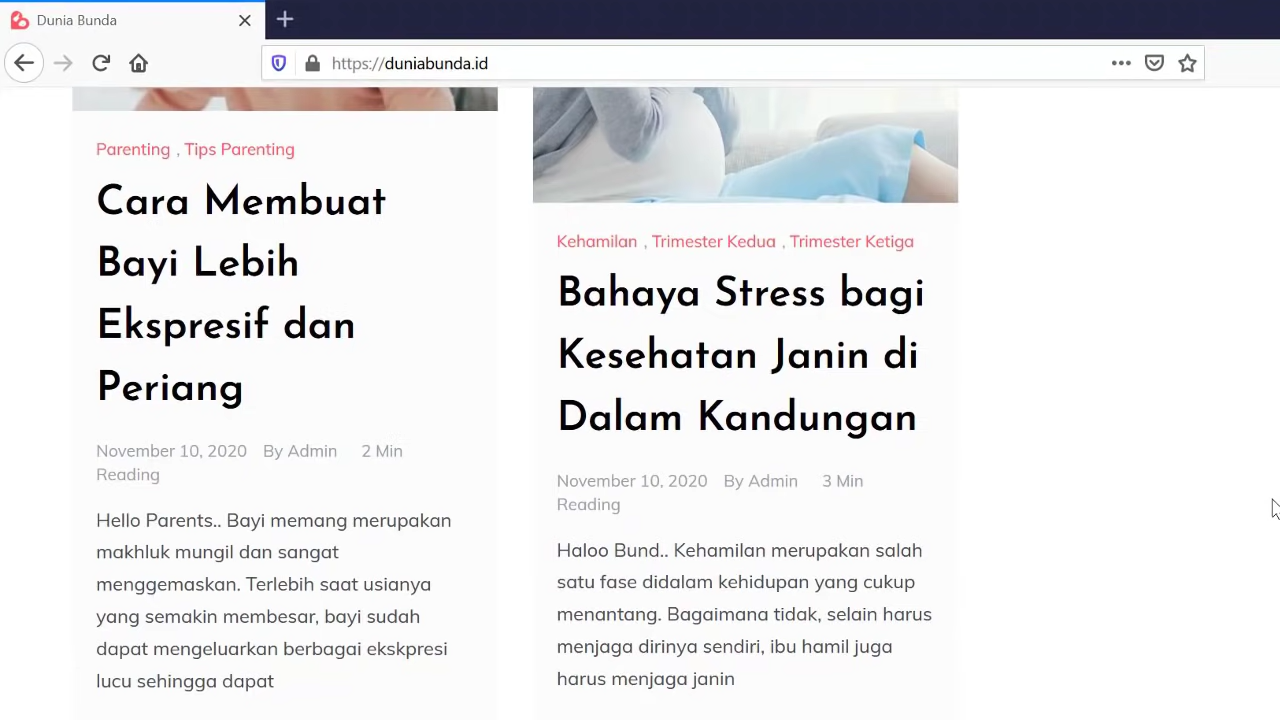 Dunia Bunda
https://duniabunda.id
Parenting , Tips Parenting
Cara Membuat
Bayi Lebih
Ekspresif dan
Periang
November 10, 2020 By Admin 2 Min
Reading
Hello Parents.. Bayi memang merupakan
makhluk mungil dan sangat
menggemaskan. Terlebih saat usianya
yang semakin membesar, bayi sudah
dapat mengeluarkan berbagai ekskpresi
lucu sehingga dapat
Kehamilan , Trimester Kedua , Trimester Ketiga
Bahaya Stress bagi
Kesehatan Janin di
Dalam Kandungan
November 10, 2020 By Admin 3 Min
Reading
Haloo Bund.. Kehamilan merupakan salah
satu fase didalam kehidupan yang cukup
menantang. Bagaimana tidak, selain harus
menjaga dirinya sendiri, ibu hamil juga
harus menjaga janin